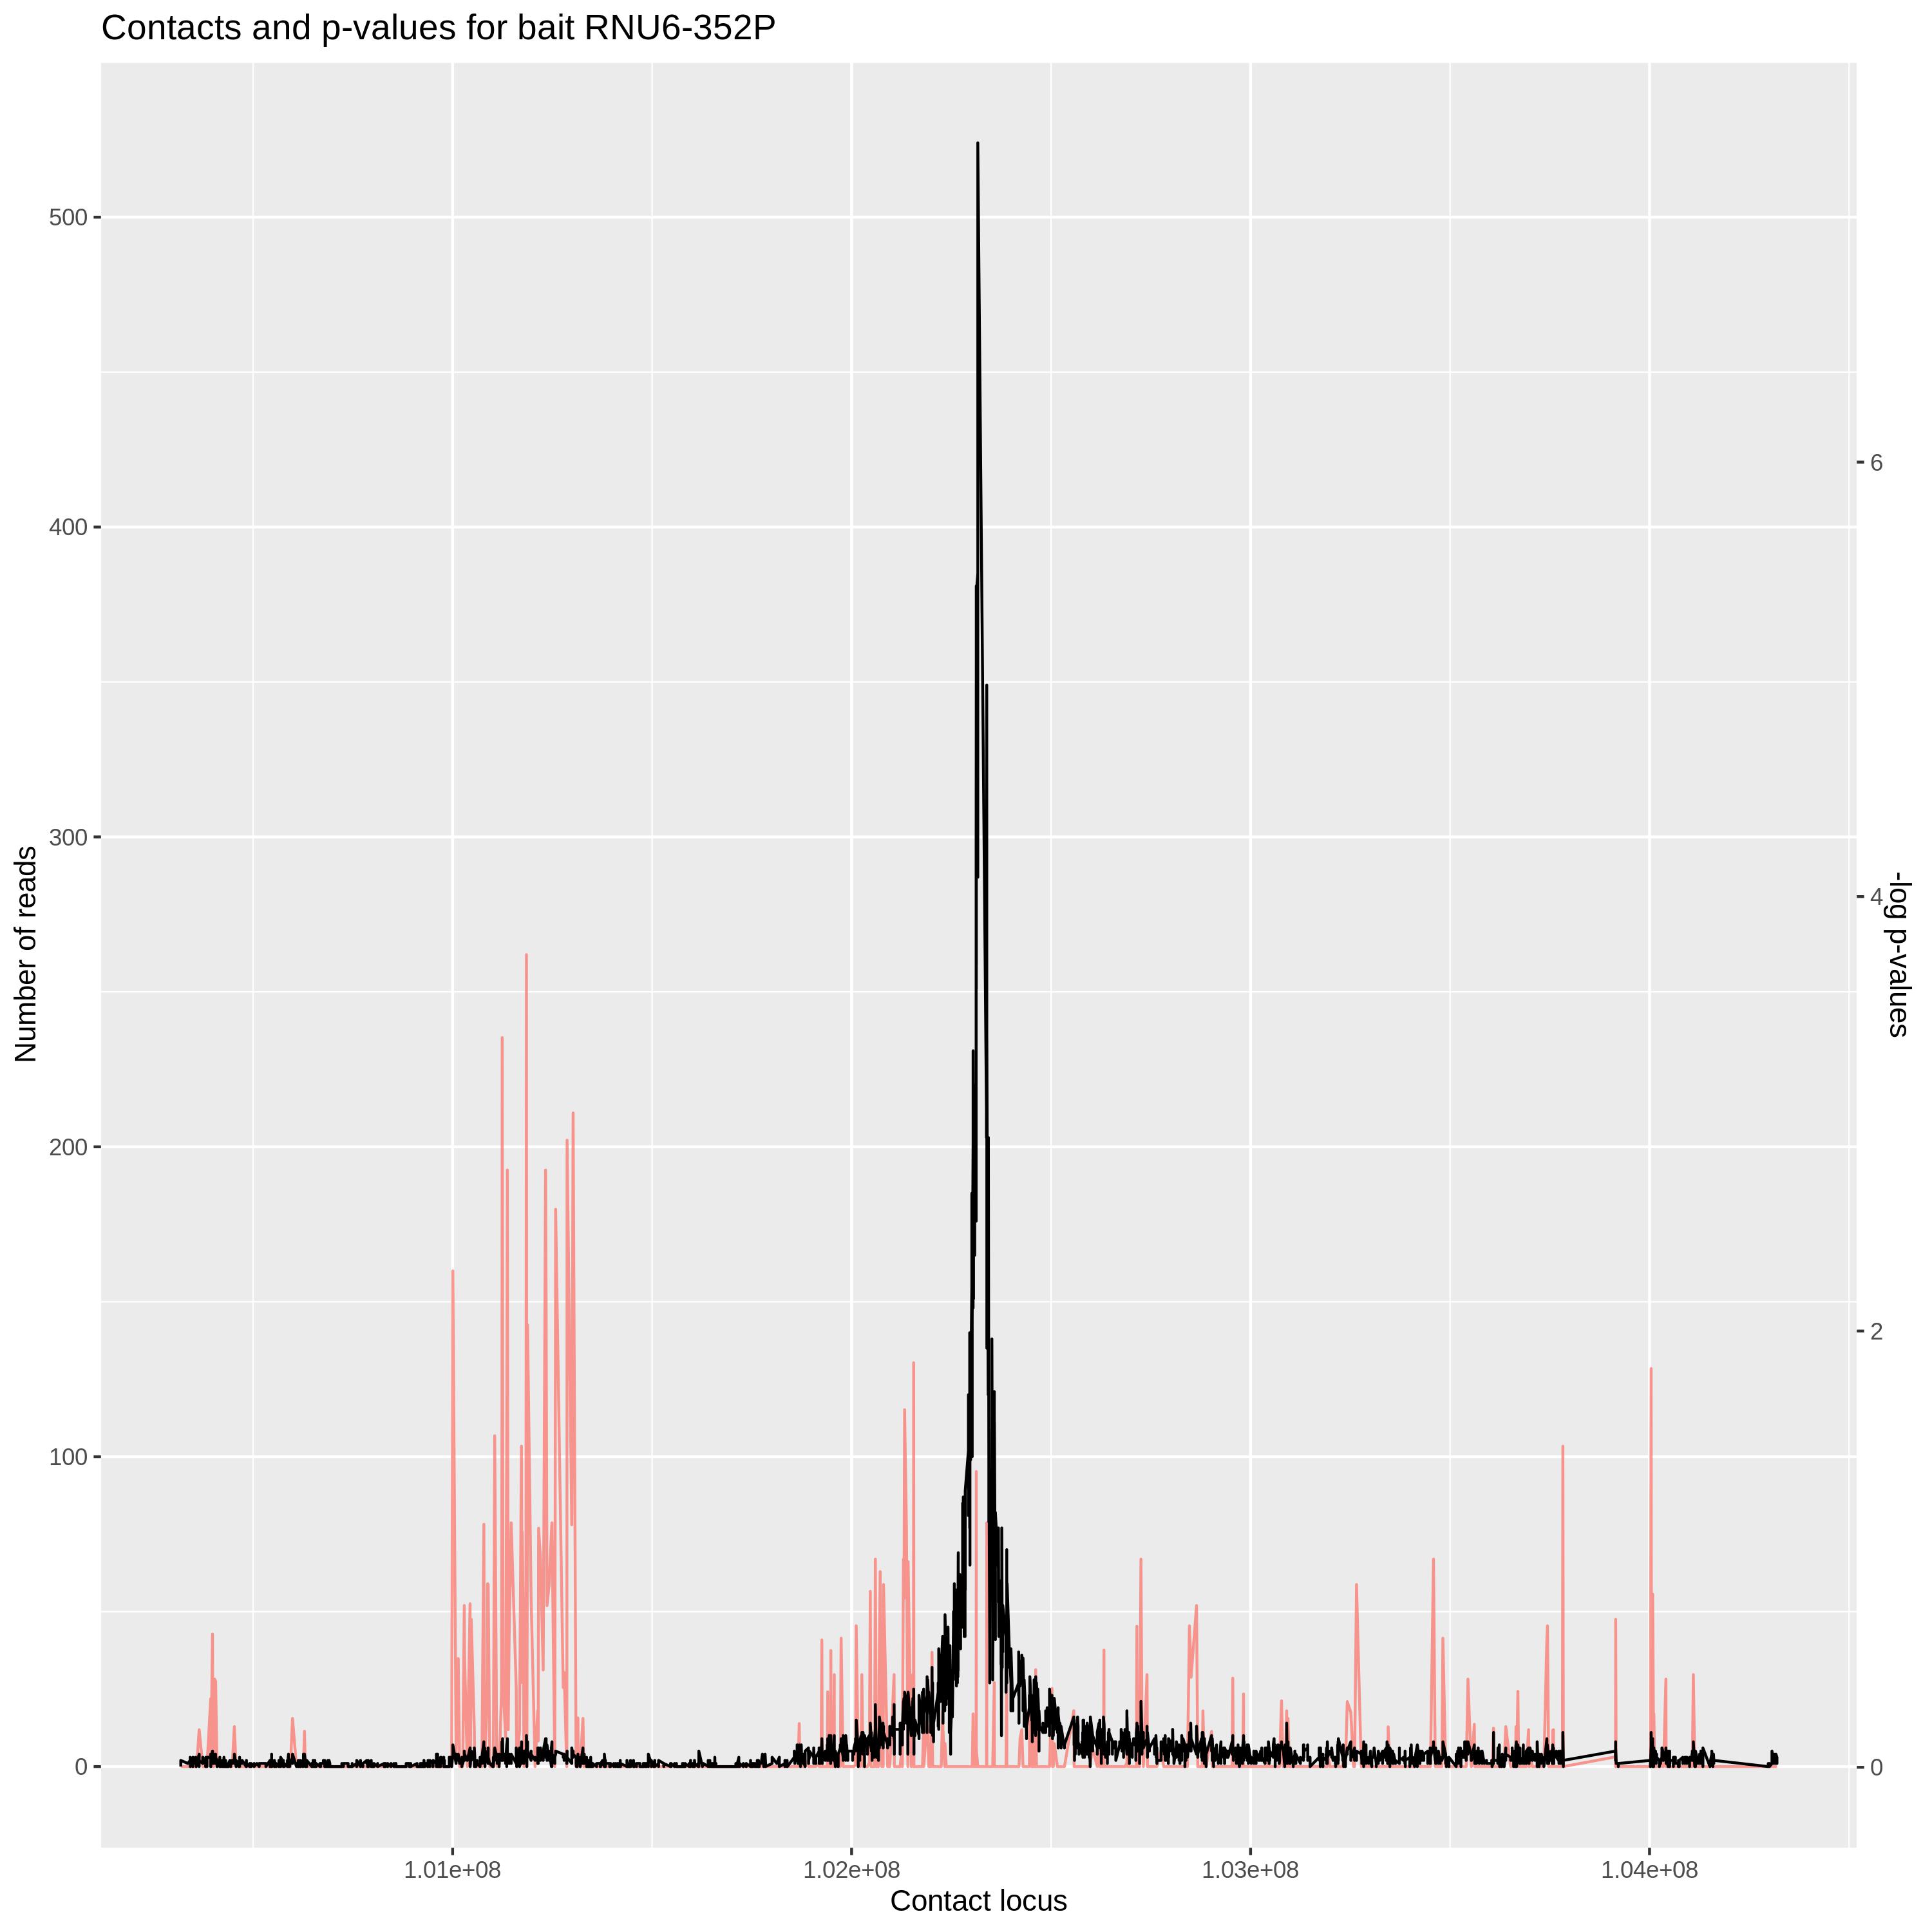 Contacts and p-values for bait RNU6-352P
500
400
300
200
100
0
Number of reads
6
4
2
0
-log p-values
1.01e+08
1.02e+08
1.03e+08
1.04e+08
Contact locus